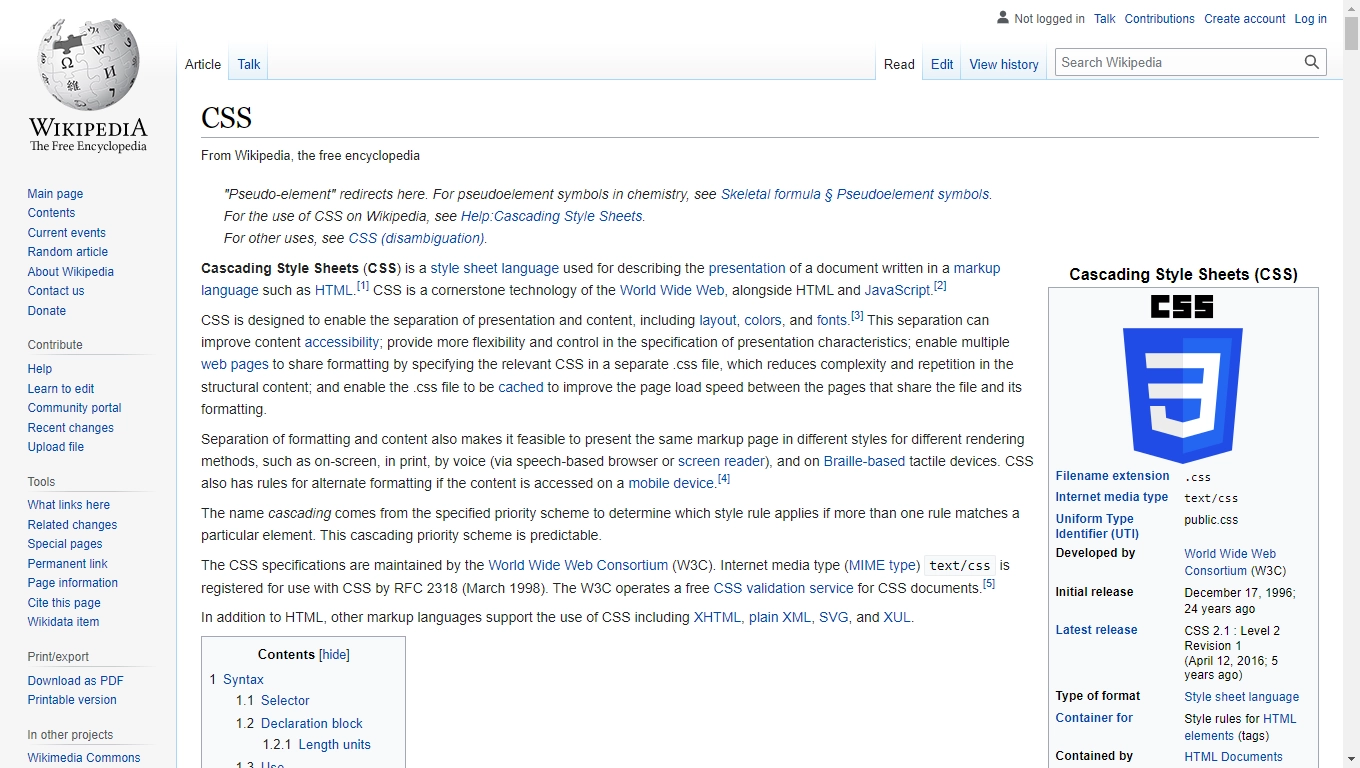 Not logged in Talk Contributions Create account Log in
Article Talk Read Edit View history Search Wikipedia
WIKIPEDIA
The Free Encyclopedia
Main page
Contents
Current events
Random article
About Wikipedia
Contact us
Donate
Contribute
Help
Learn to edit
Community portal
Recent changes
Upload file
Tools
What links here
Related changes
Special pages
Permanent link
Page information
Cite this page
Wikidata item
Print/export
Download as PDF
Printable version
In other projects
Wikimedia Commons
CSS
From Wikipedia, the free encyclopedia
"Pseudo-element" redirects here. For pseudoelement symbols in chemistry, see Skeletal formula § Pseudoelement symbols.
For the use of CSS on Wikipedia, see Help:Cascading Style Sheets.
For other uses, see CSS (disambiguation).
Cascading Style Sheets (CSS) is a style sheet language used for describing the presentation of a document written in a markup
language such as HTML.[1] CSS is a cornerstone technology of the World Wide Web, alongside HTML and JavaScript.[2]
CSS is designed to enable the separation of presentation and content, including layout, colors, and fonts.[3] This separation can
improve content accessibility; provide more flexibility and control in the specification of presentation characteristics; enable multiple
web pages to share formatting by specifying the relevant CSS in a separate .css file, which reduces complexity and repetition in the
structural content; and enable the .css file to be cached to improve the page load speed between the pages that share the file and its
formatting.
Separation of formatting and content also makes it feasible to present the same markup page in different styles for different rendering
methods, such as on-screen, in print, by voice (via speech-based browser or screen reader), and on Braille-based tactile devices. CSS
also has rules for alternate formatting if the content is accessed on a mobile device.[4]
The name cascading comes from the specified priority scheme to determine which style rule applies if more than one rule matches a
particular element. This cascading priority scheme is predictable.
The CSS specifications are maintained by the World Wide Web Consortium (W3C). Internet media type (MIME type) text/css is
registered for use with CSS by RFC 2318 (March 1998). The W3C operates a free CSS validation service for CSS documents.[5]
In addition to HTML, other markup languages support the use of CSS including XHTML, plain XML, SVG, and XUL.
Contents [hide]
1 Syntax
1.1 Selector
1.2 Declaration block
1.2.1 Length units
1.3 Use
Cascading Style Sheets (CSS)
CSS
3
Filename extension .css
Internet media type text/css
Uniform Type public.css
Identifier (UTI)
Developed by World Wide Web
Consortium (W3C)
Initial release December 17, 1996;
24 years ago
Latest release CSS 2.1 : Level 2
Revision 1
(April 12, 2016; 5
years ago)
Type of format Style sheet language
Container for Style rules for HTML
elements (tags)
Contained by HTML Documents